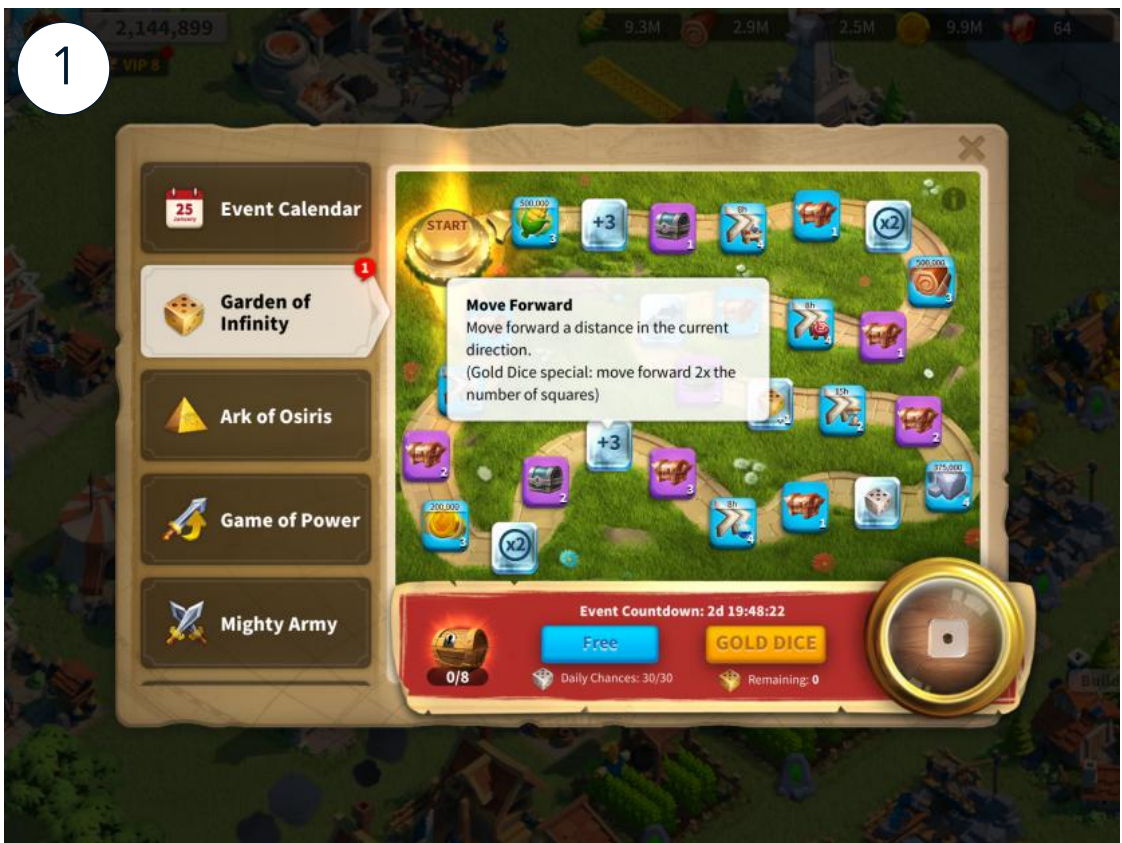 1
2,144,899
9.3M
2.9M
2.5M
9.9M
64
VIP 8
25
January
Event Calendar
1
Garden of
Infinity
Ark of Osiris
Game of Power
Mighty Army
START
500,000
3
+3
1
8h
4
1
x2
500,000
3
Move Forward
Move forward a distance in the current
direction.
(Gold Dice special: move forward 2x the
number of squares)
8h
4
1
1
15h
2
2
+3
2
2
3
375,000
4
200,000
3
x2
8h
4
1
Event Countdown: 2d 19:48:22
Free
GOLD DICE
0/8
Daily Chances: 30/30
Remaining: 0